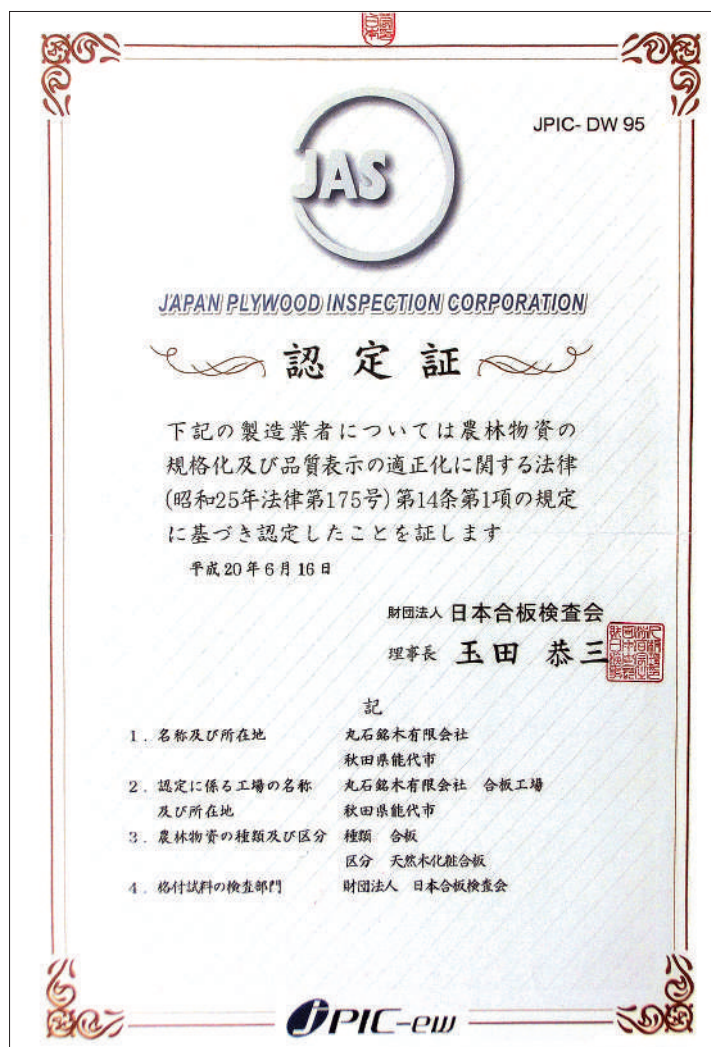 JPIC- DW 95
JAS
JAPAN PLYWOOD INSPECTION CORPORATION
認定証
下記の製造業者については農林物資の
規格化及び品質表示の適正化に関する法律
(昭和25年法律第175号)第14条第1項の規定
に基づき認定したことを証します
平成20年6月16日
財団法人 日本合板検査会
理事長 玉田 恭三
記
1. 名称及び所在地 丸石銘木有限会社
秋田県能代市
2. 認定に係る工場の名称 丸石銘木有限会社 合板工場
及び所在地 秋田県能代市
3. 農林物資の種類及び区分 種類 合板
区分 天然木化粧合板
4. 格付試料の検査部門 財団法人 日本合板検査会
JPIC-ew